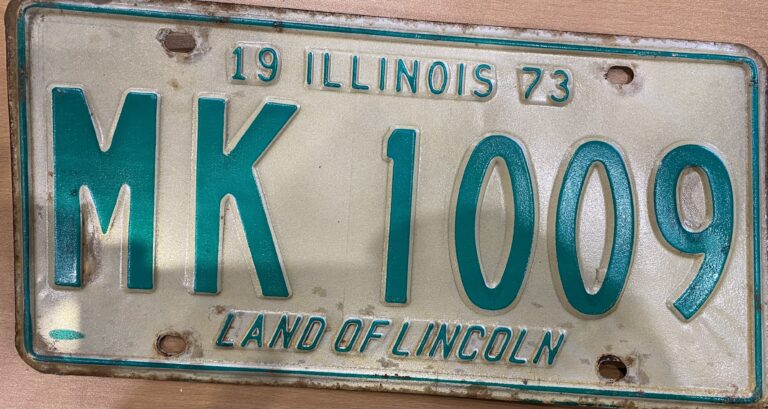 19 ILLINOIS 73
MK 1009
LAND OF LINCOLN